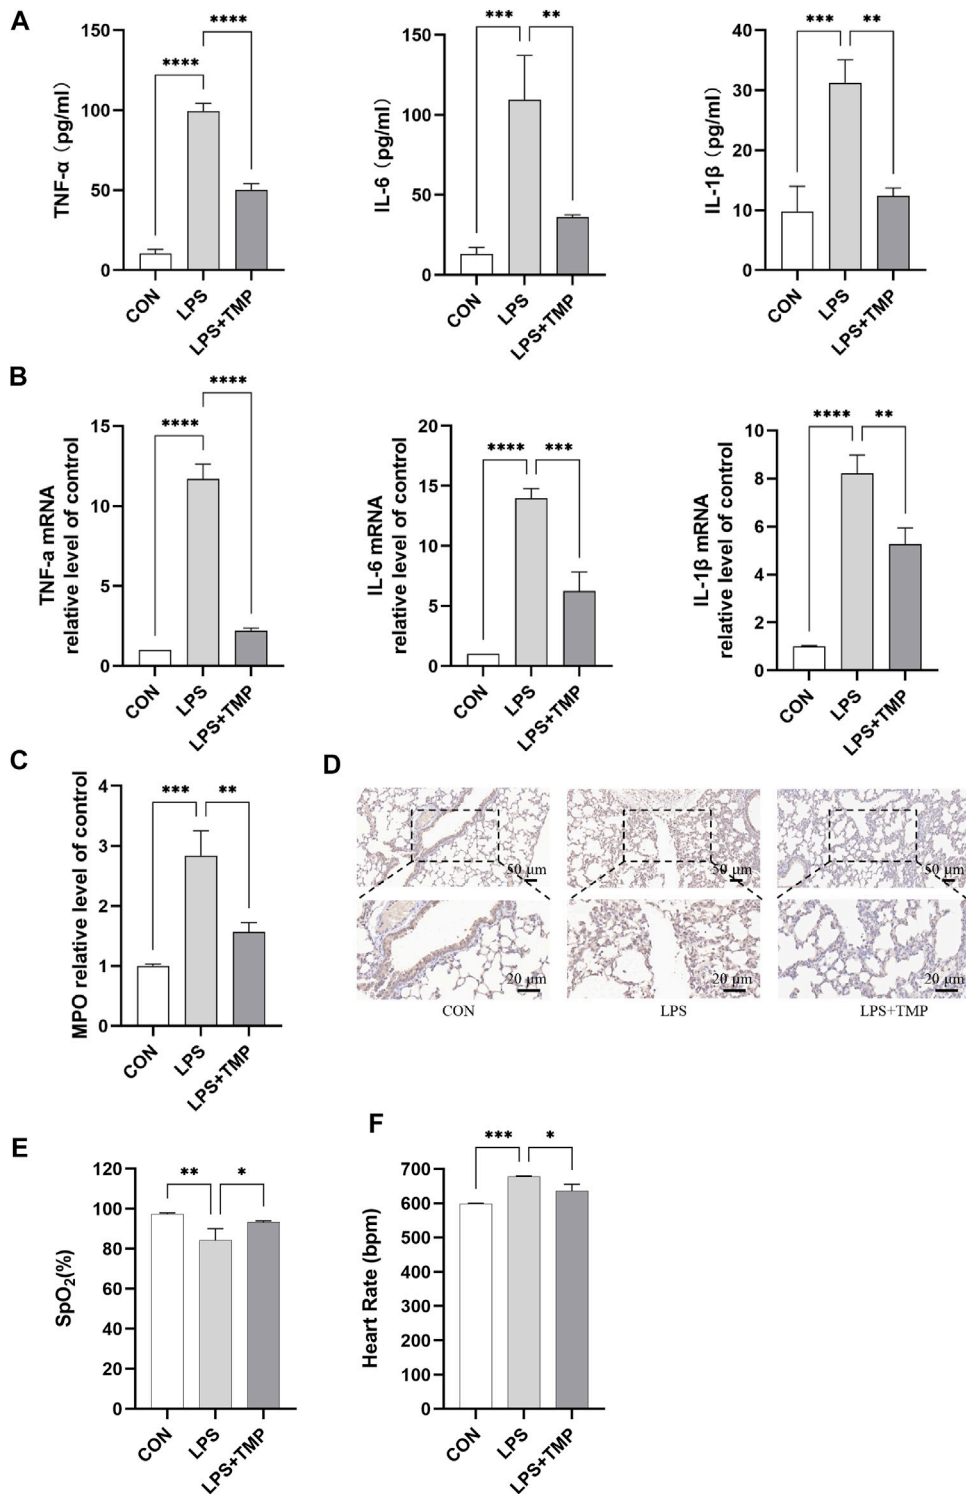 A
TNF-α (pg/ml)
150
100
50
0
****
****
CON
LPS
LPS+TMP
IL-6 (pg/ml)
150
100
50
0
***
**
CON
LPS
LPS+TMP
IL-1β (pg/ml)
40
30
20
10
0
***
**
CON
LPS
LPS+TMP
B
TNF-a mRNA
relative level of control
15
10
5
0
****
****
CON
LPS
LPS+TMP
IL-6 mRNA
relative level of control
20
15
10
5
0
****
***
CON
LPS
LPS+TMP
IL-1β mRNA
relative level of control
10
8
6
4
2
0
****
**
CON
LPS
LPS+TMP
C
MPO relative level of control
4
3
2
1
0
***
**
CON
LPS
LPS+TMP
D
50 μm
50 μm
50 μm
20 μm
20 μm
20 μm
CON
LPS
LPS+TMP
E
SpO2(%)
120
100
80
60
40
20
0
**
*
CON
LPS
LPS+TMP
F
Heart Rate (bpm)
700
600
500
400
300
200
100
0
***
*
CON
LPS
LPS+TMP